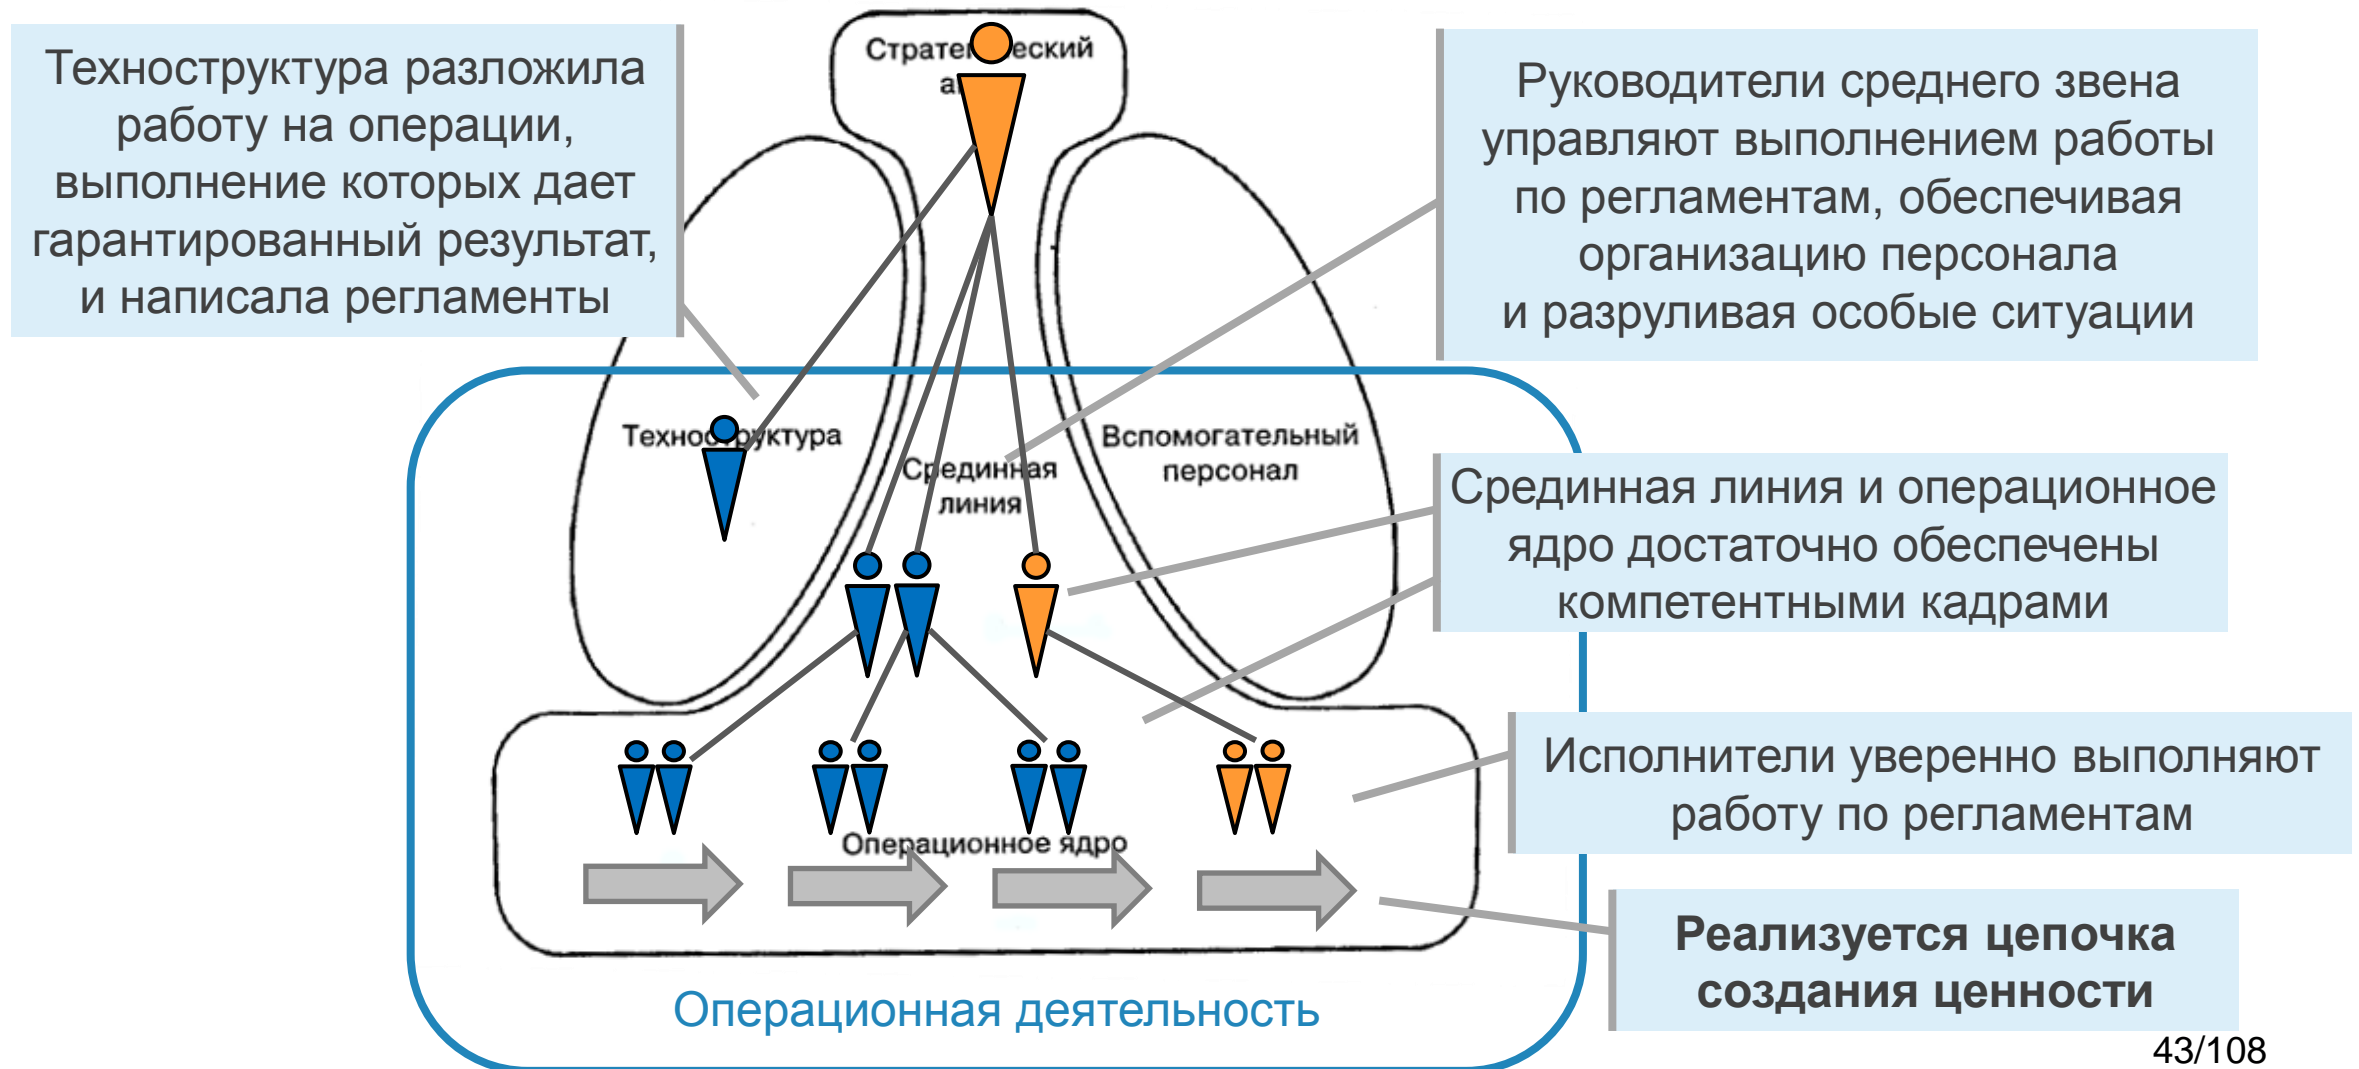 Техноструктура разложила
работу на операции,
выполнение которых дает
гарантированный результат,
и написала регламенты
Руководители среднего звена
управляют выполнением работы
по регламентам, обеспечивая
организацию персонала
и разруливая особые ситуации
Техноструктура
Срединная
линия
Вспомогательный
персонал
Срединная линия и операционное
ядро достаточно обеспечены
компетентными кадрами
Исполнители уверенно выполняют
работу по регламентам
Операционное ядро
Реализуется цепочка
создания ценности
Операционная деятельность
43/108